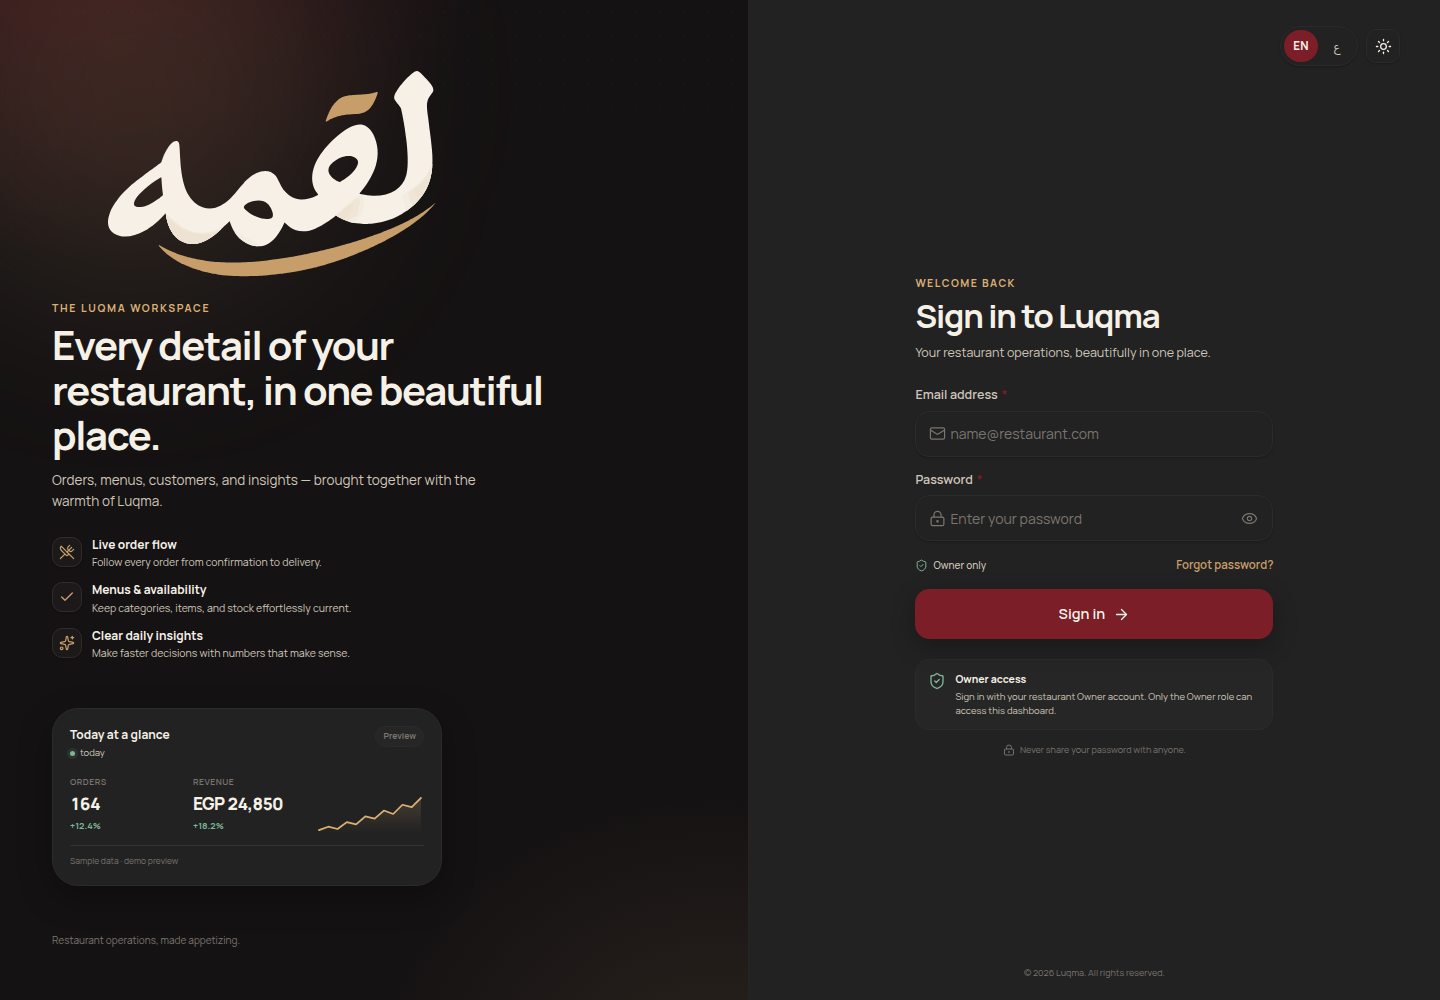 لقمه
THE LUQMA WORKSPACE
Every detail of your
restaurant, in one beautiful
place.
Orders, menus, customers, and insights — brought together with the
warmth of Luqma.
Live order flow
Follow every order from confirmation to delivery.
Menus & availability
Keep categories, items, and stock effortlessly current.
Clear daily insights
Make faster decisions with numbers that make sense.
Today at a glance
Preview
today
ORDERS
REVENUE
164
EGP 24,850
+12.4%
+18.2%
Sample data · demo preview
Restaurant operations, made appetizing.
EN
ع
WELCOME BACK
Sign in to Luqma
Your restaurant operations, beautifully in one place.
Email address *
name@restaurant.com
Password *
Enter your password
Owner only
Forgot password?
Sign in
Owner access
Sign in with your restaurant Owner account. Only the Owner role can
access this dashboard.
Never share your password with anyone.
© 2026 Luqma. All rights reserved.